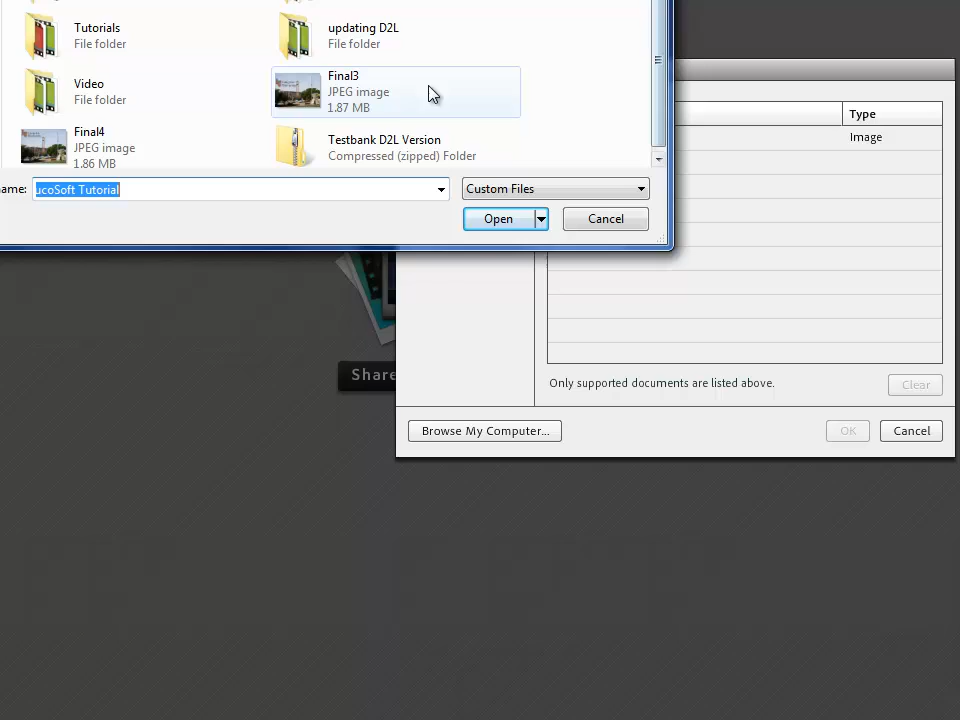 Tutorials
File folder
updating D2L
File folder
Video
File folder
Final3
JPEG image
1.87 MB
Final4
JPEG image
1.86 MB
Testbank D2L Version
Compressed (zipped) Folder
ame:
ucoSoft Tutorial
Custom Files
Open
Cancel
Type
Image
Share
Only supported documents are listed above.
Clear
Browse My Computer...
OK
Cancel